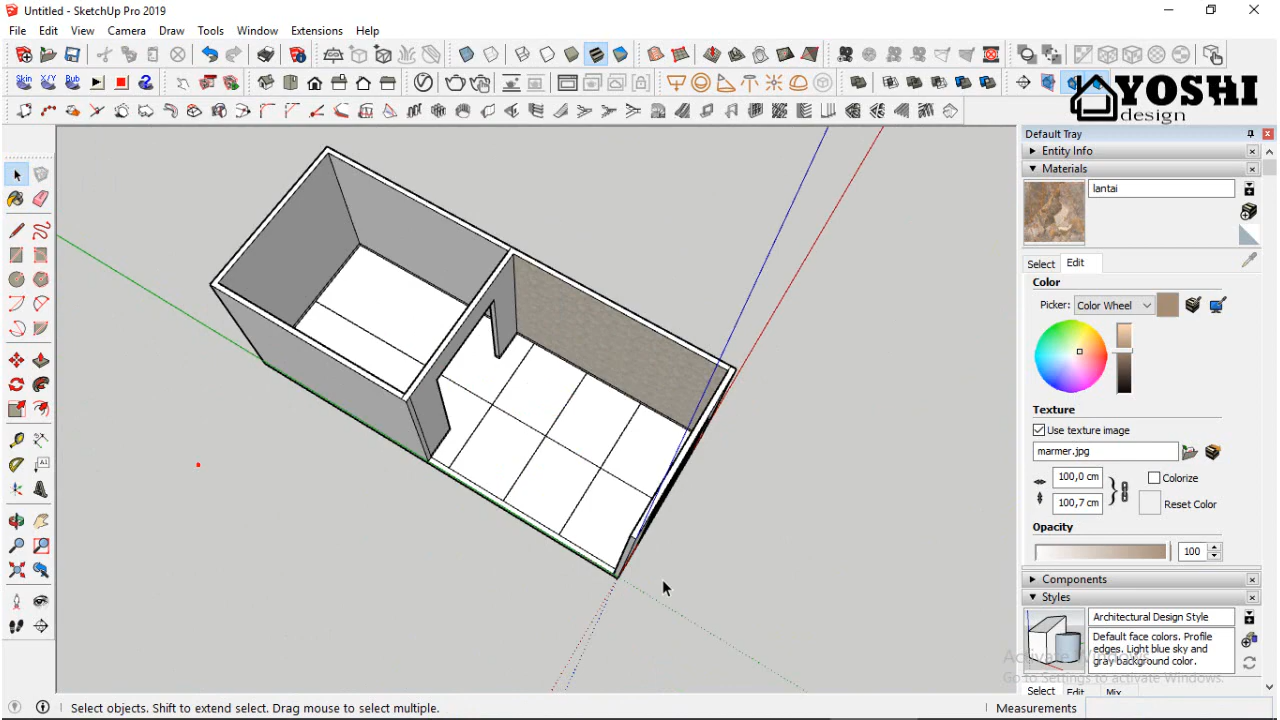 Untitled - SketchUp Pro 2019
File Edit View Camera Draw Tools Window Extensions Help
Skin X/Y Bub
YOSHI
design
Default Tray
Entity Info
Materials
lantai
Select Edit
Color
Picker: Color Wheel
Texture
Use texture image
marmer.jpg
100,0 cm
Colorize
100,7 cm
Reset Color
Opacity
100
Components
Styles
Architectural Design Style
Default face colors. Profile
edges. Light blue sky and
gray background color.
Activate Windows
Go to Settings to activate Windows.
Select Edit Mix
A1
Select objects. Shift to extend select. Drag mouse to select multiple.
Measurements